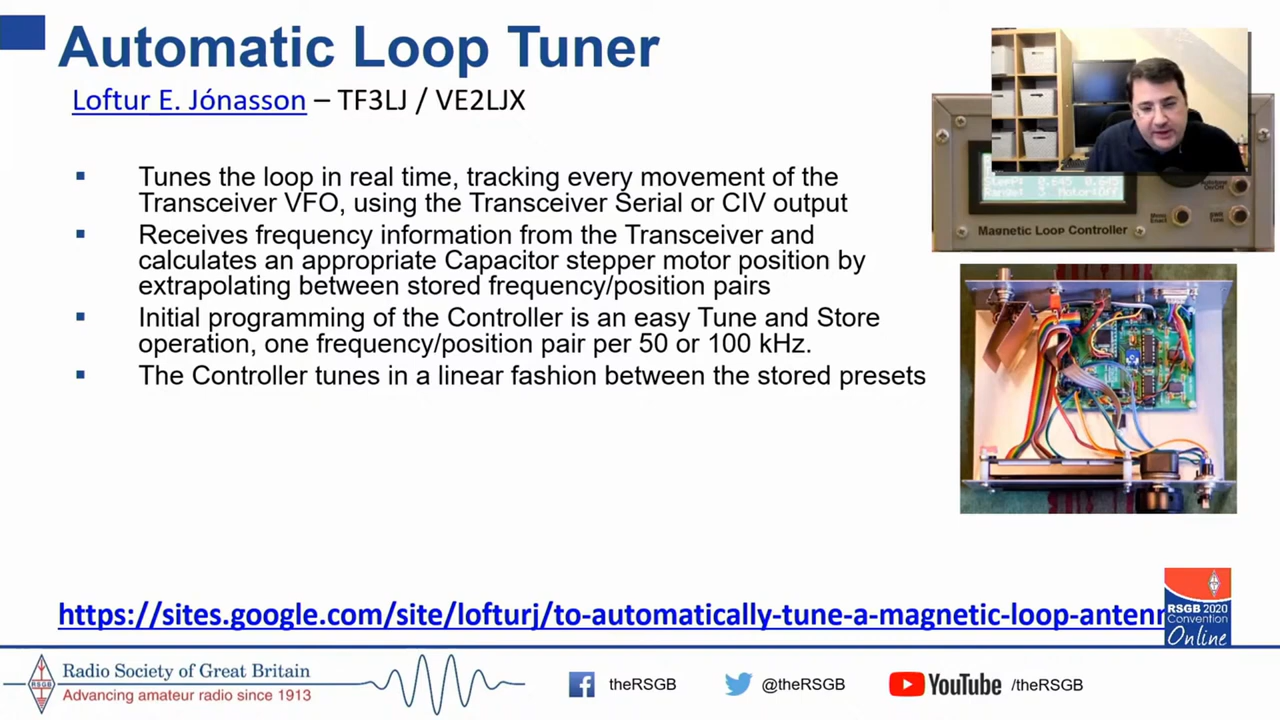 Automatic Loop Tuner
Loftur E. Jónasson – TF3LJ / VE2LJX
Tunes the loop in real time, tracking every movement of the
Transceiver VFO, using the Transceiver Serial or CIV output
Receives frequency information from the Transceiver and
calculates an appropriate Capacitor stepper motor position by
extrapolating between stored frequency/position pairs
Initial programming of the Controller is an easy Tune and Store
operation, one frequency/position pair per 50 or 100 kHz.
The Controller tunes in a linear fashion between the stored presets
Magnetic Loop Controller
https://sites.google.com/site/lofturj/to-automatically-tune-a-magnetic-loop-antenn
RSGB 2020
Convention
Online
RSGB
Radio Society of Great Britain
Advancing amateur radio since 1913
theRSGB
@theRSGB
YouTube /theRSGB